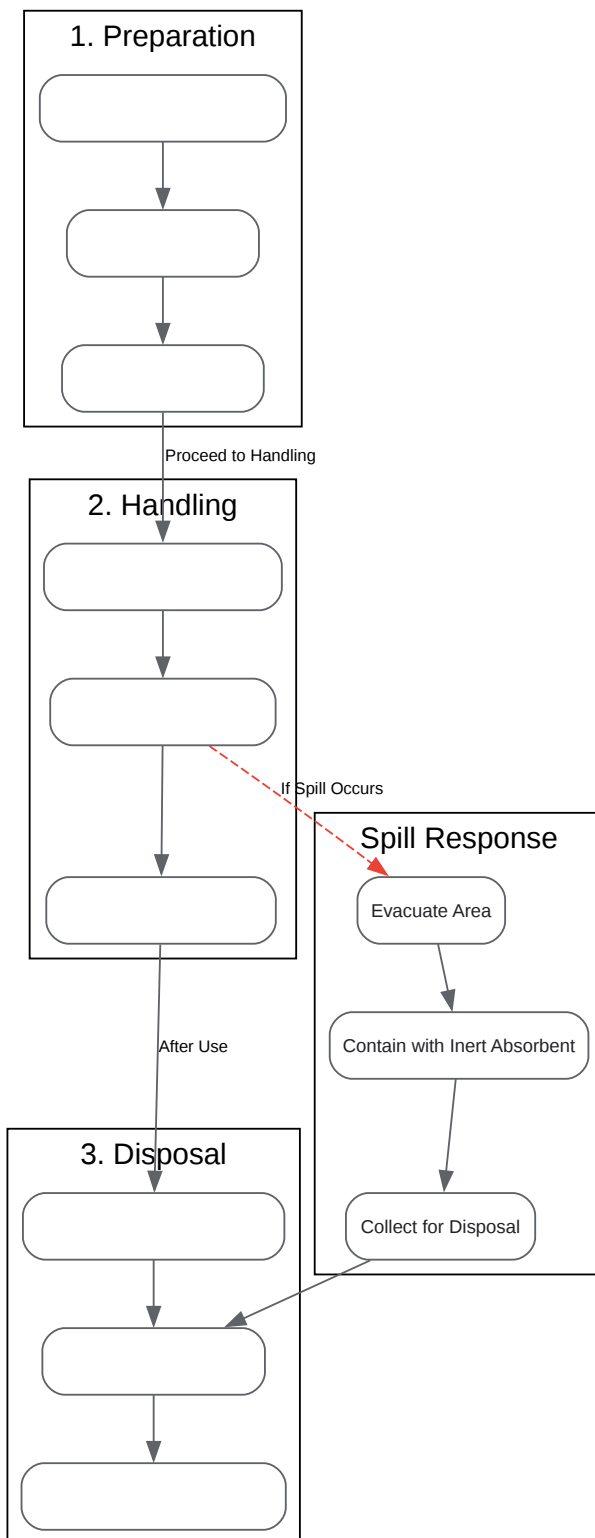 1. Preparation
Proceed to Handling
2. Handling
If Spill Occurs
Spill Response
Evacuate Area
Contain with Inert Absorbent
After Use
3. Disposal
Collect for Disposal